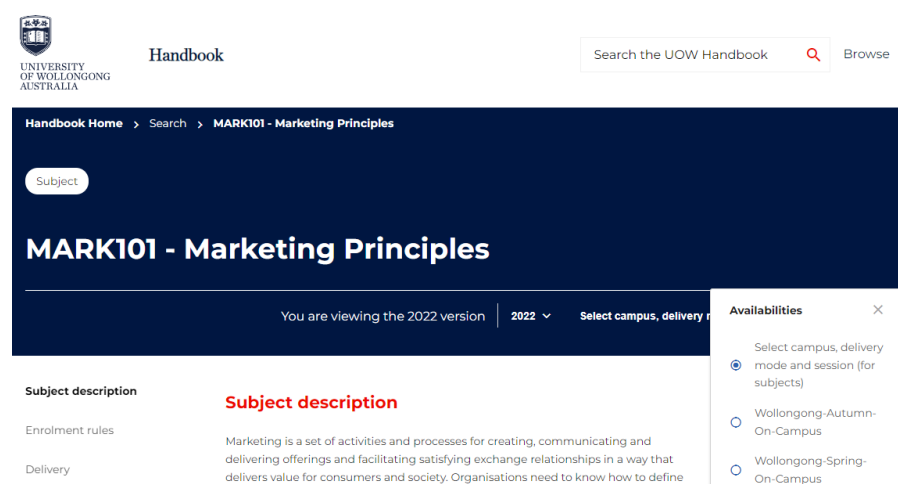 UNIVERSITY
OF WOLLONGONG
AUSTRALIA
Handbook
Search the UOW Handbook
Browse
Handbook Home > Search > MARK101 - Marketing Principles
Subject
MARK101 - Marketing Principles
You are viewing the 2022 version
2022
Select campus, delivery
Availabilities
Select campus, delivery
mode and session (for
subjects)
Wollongong-Autumn-
On-Campus
Wollongong-Spring-
On-Campus
Subject description
Enrolment rules
Delivery
Subject description
Marketing is a set of activities and processes for creating, communicating and
delivering offerings and facilitating satisfying exchange relationships in a way that
delivers value for consumers and society. Organisations need to know how to define